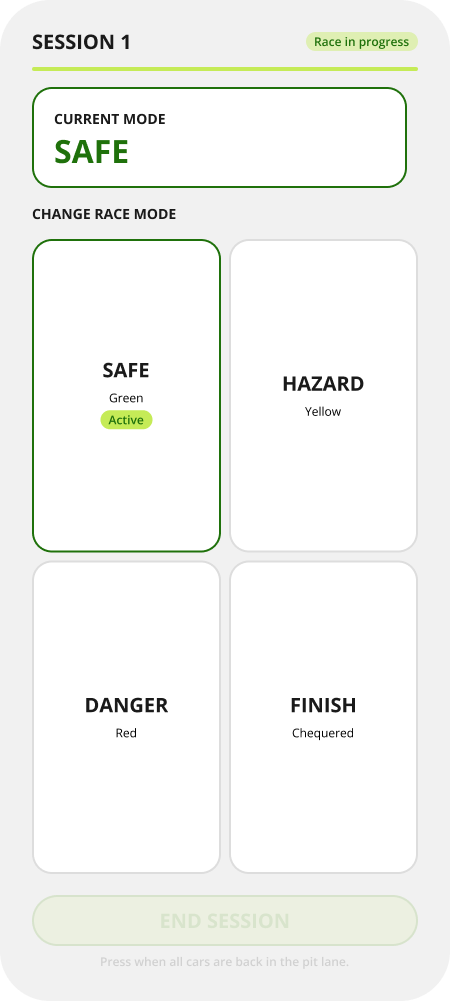 SESSION 1
Race in progress
CURRENT MODE
SAFE
CHANGE RACE MODE
SAFE
Green
Active
HAZARD
Yellow
DANGER
Red
FINISH
Chequered
END SESSION
Press when all cars are back in the pit lane.